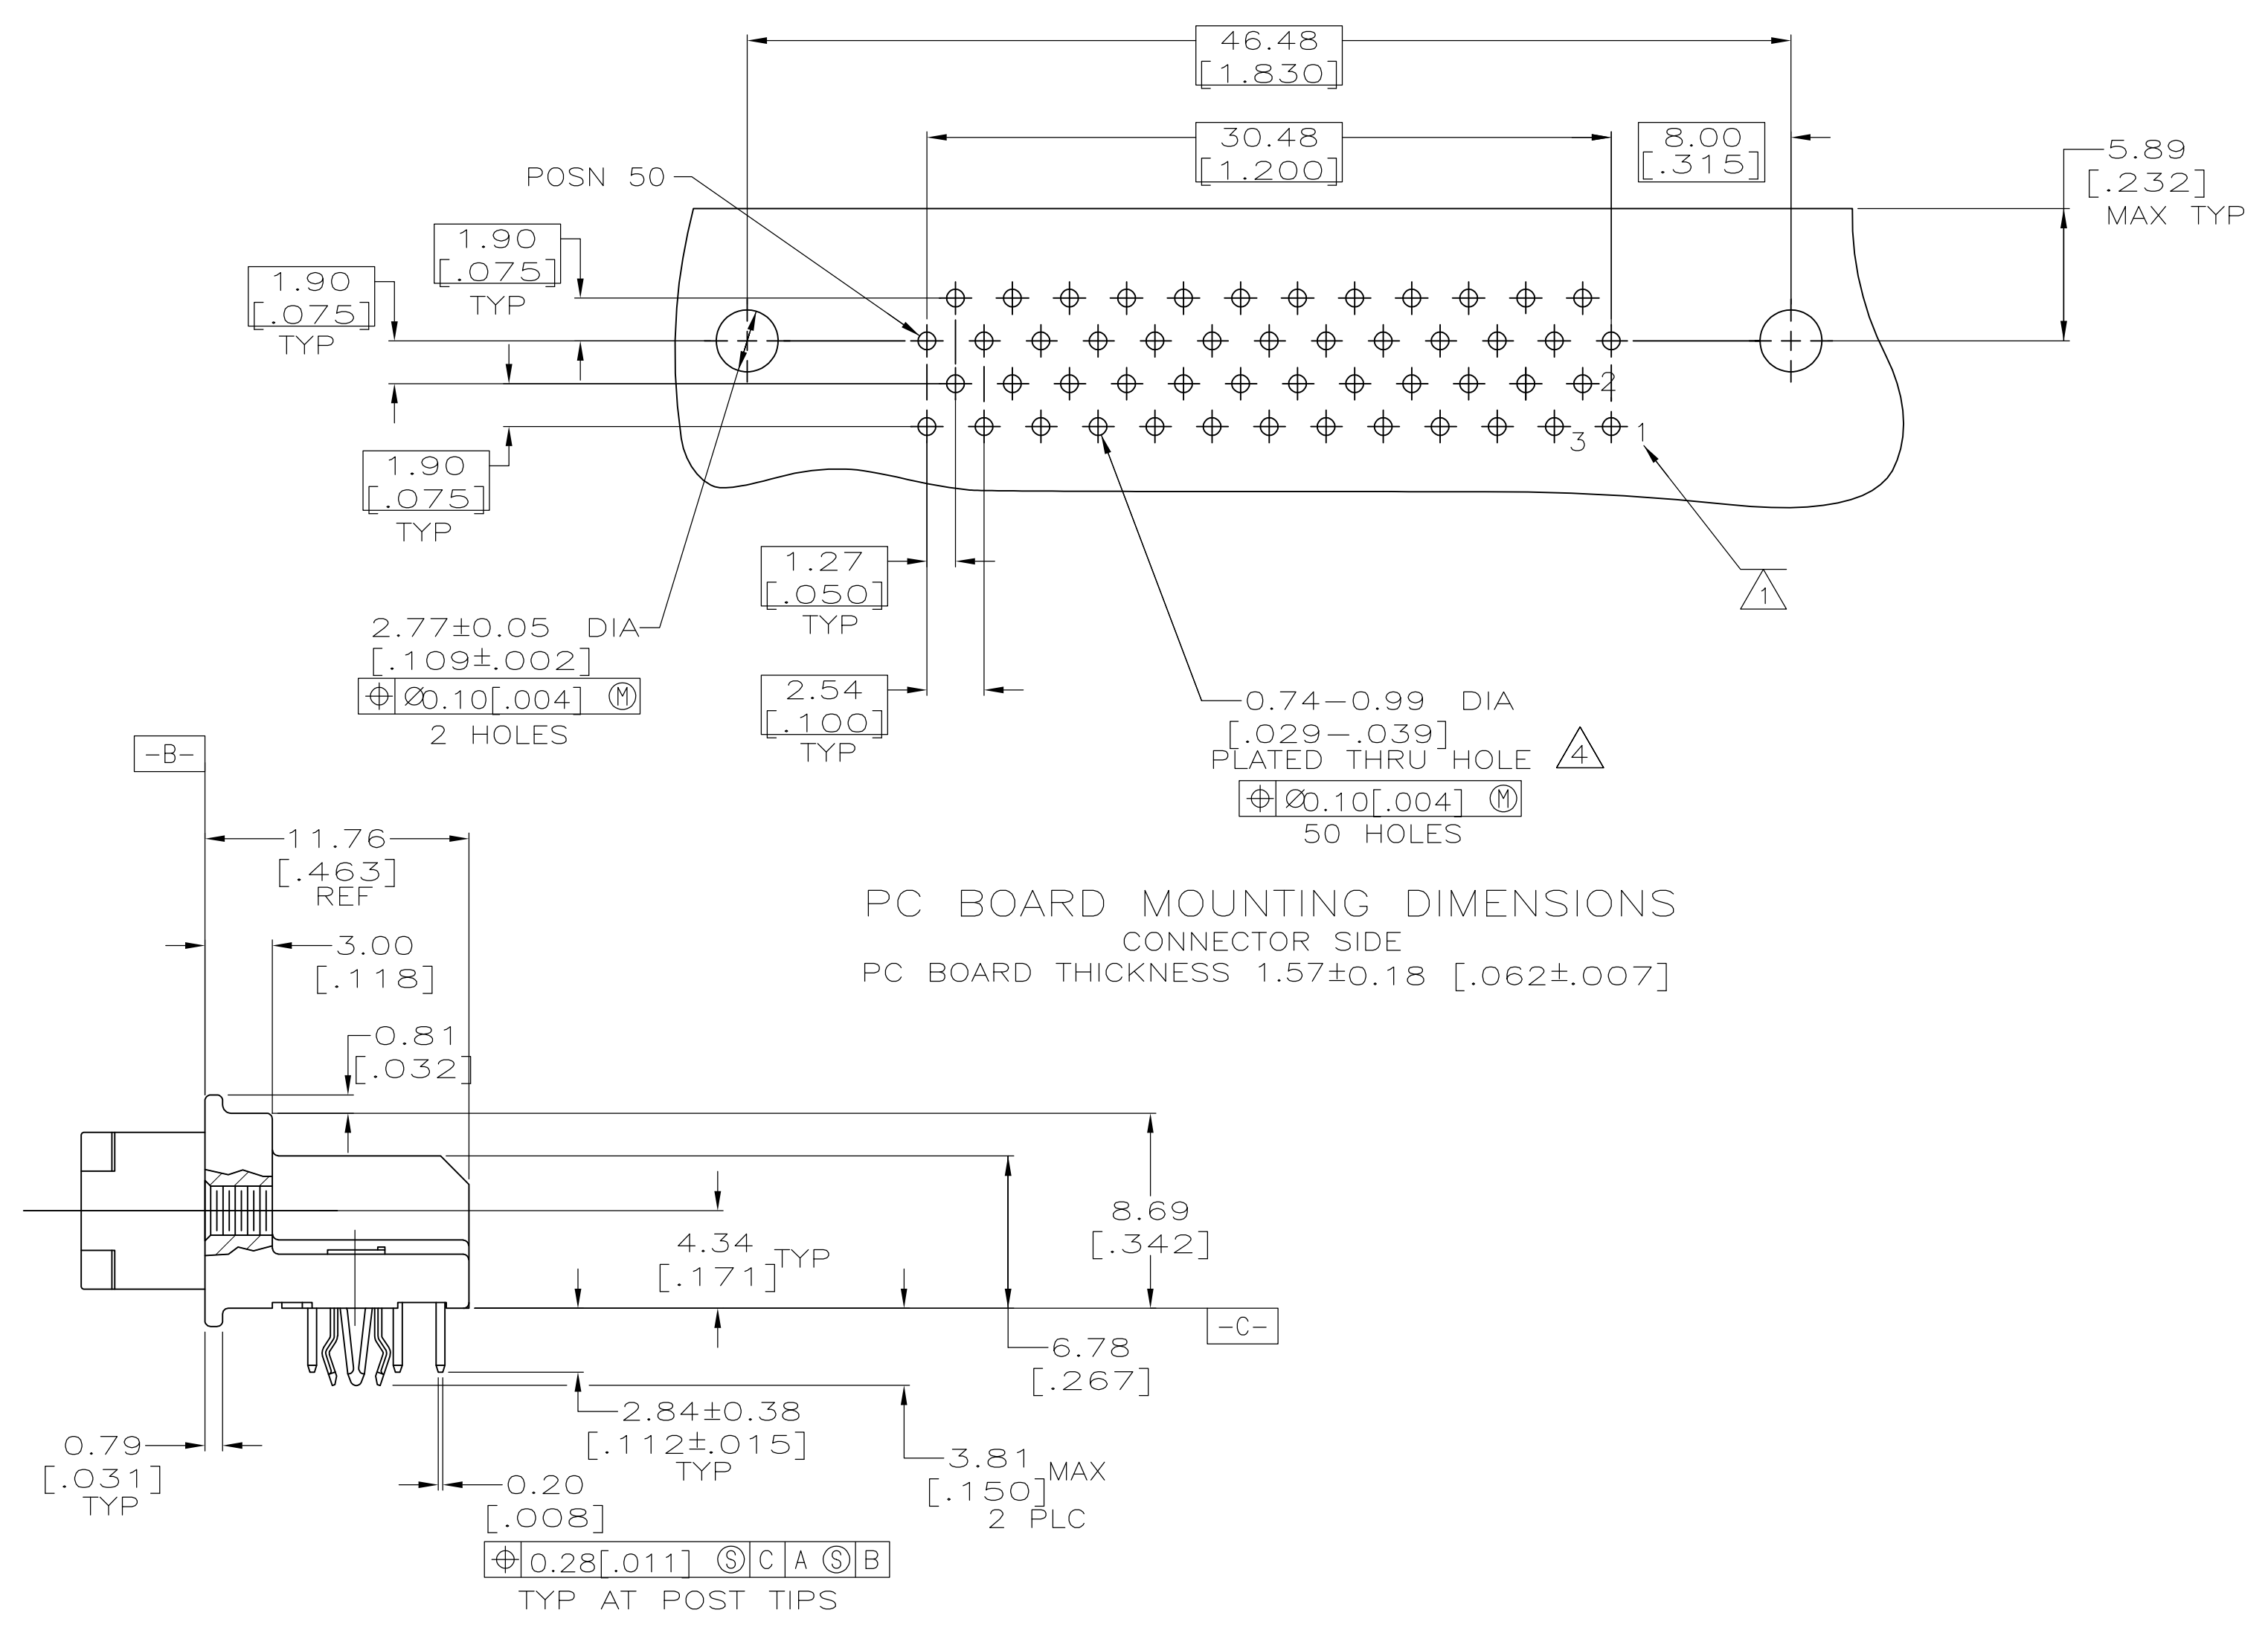 46.48
[1.830]
30.48
[1.200]
8.00
[.315]
5.89
[.232]
MAX TYP
POSN 50
1.90
[.075]
TYP
1.90
[.075]
TYP
1.90
[.075]
TYP
2
3
1
1
1.27
[.050]
TYP
2.54
[.100]
TYP
2.77±0.05 DIA
[.109±.002]
⌖ ⌀0.10[.004] Ⓜ
2 HOLES
0.74-0.99 DIA
[.029-.039]
PLATED THRU HOLE 4
⌖ ⌀0.10[.004] Ⓜ
50 HOLES
PC BOARD MOUNTING DIMENSIONS
CONNECTOR SIDE
PC BOARD THICKNESS 1.57±0.18 [.062±.007]
-B-
11.76
[.463]
REF
3.00
[.118]
0.81
[.032]
4.34
[.171] TYP
8.69
[.342]
-C-
6.78
[.267]
2.84±0.38
[.112±.015]
TYP
3.81
[.150] MAX
2 PLC
0.79
[.031]
TYP
0.20
[.008]
⌖ 0.28[.011] Ⓢ C A Ⓢ B
TYP AT POST TIPS